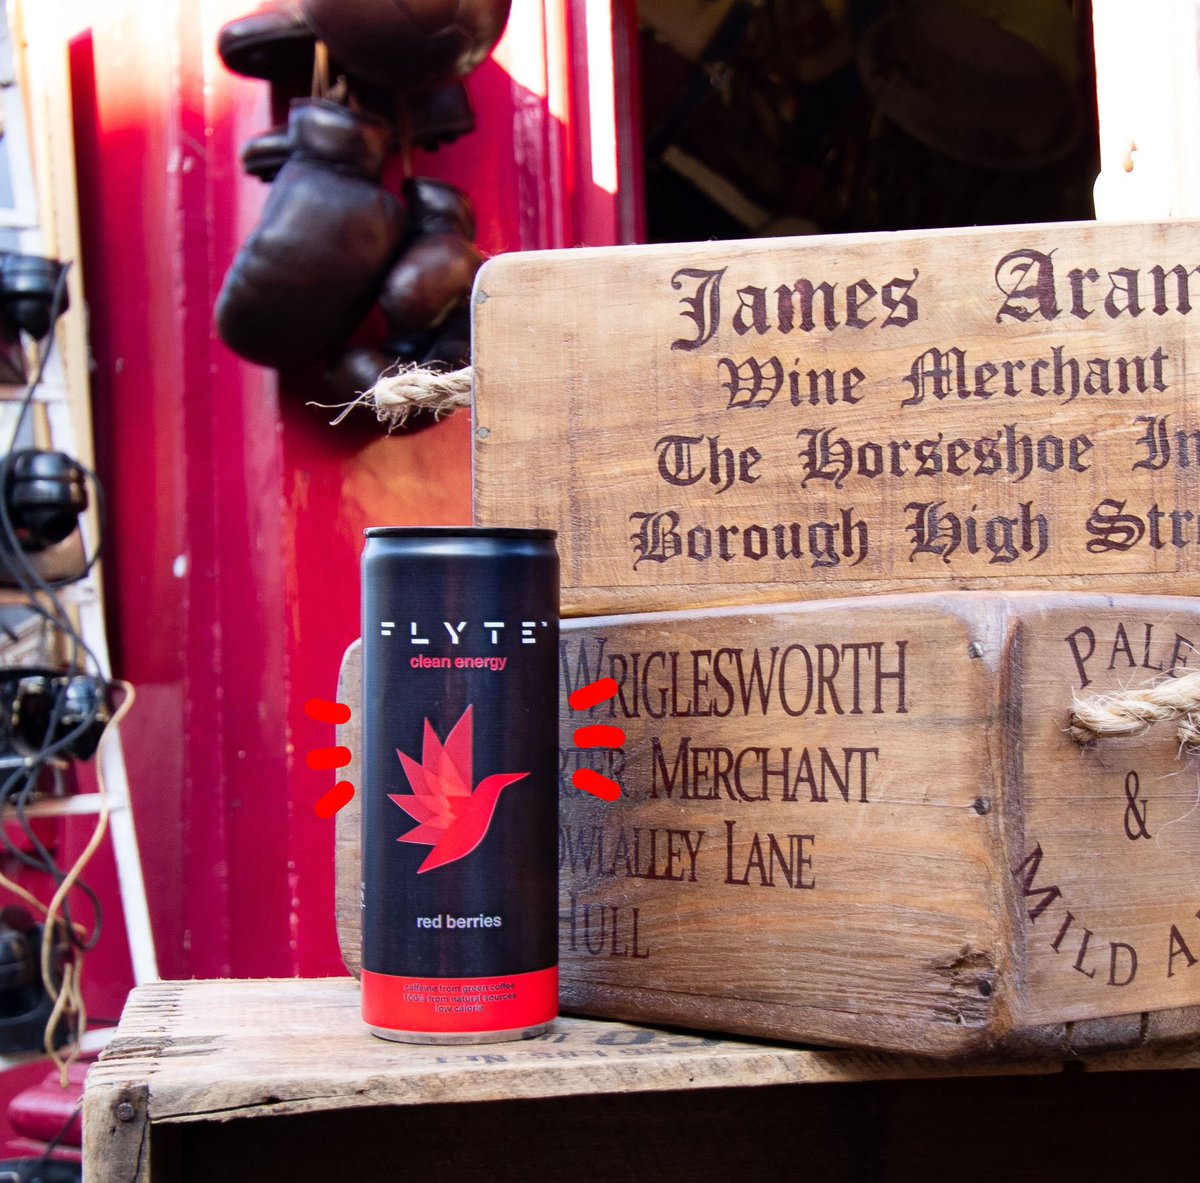 James Aram
Wine Merchant
The Horseshoe In
Borough High Str
WRIGLESWORTH
RTER MERCHANT
OWLALLEY LANE
HULL
PALE
&
MILD A
FLYTE
clean energy
red berries
caffeine from green coffee
100% from natural sources
low calorie